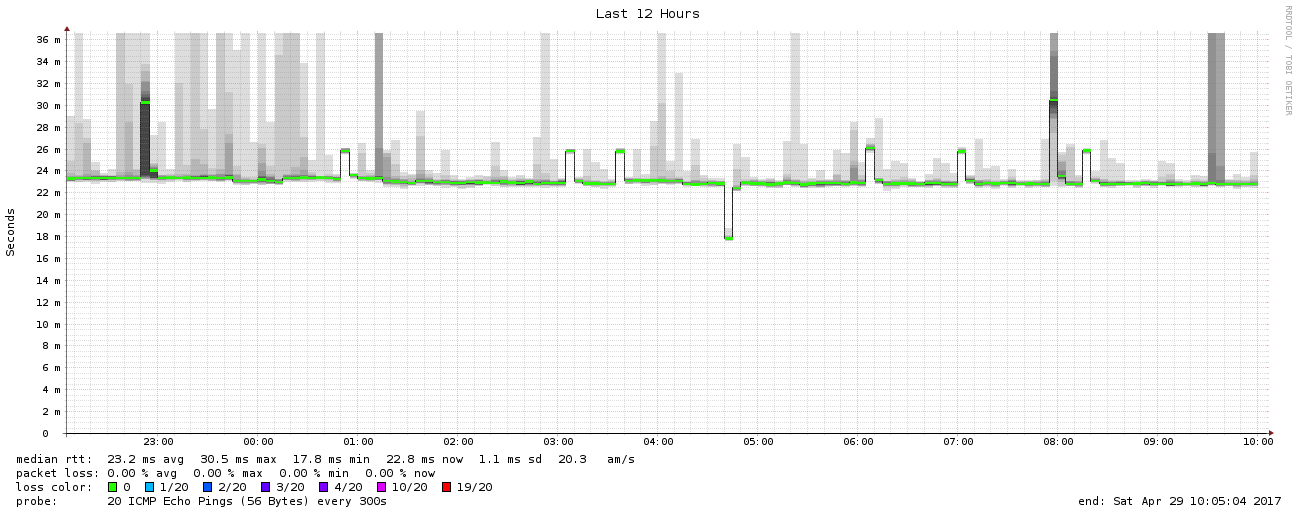 Last 12 Hours
RRDTOOL / TOBI OETIKER
Seconds
36 m
34 m
32 m
30 m
28 m
26 m
24 m
22 m
20 m
18 m
16 m
14 m
12 m
10 m
8 m
6 m
4 m
2 m
0
23:00 00:00 01:00 02:00 03:00 04:00 05:00 06:00 07:00 08:00 09:00 10:00
median rtt: 23.2 ms avg 30.5 ms max 17.8 ms min 22.8 ms now 1.1 ms sd 20.3 am/s
packet loss: 0.00 % avg 0.00 % max 0.00 % min 0.00 % now
loss color: 0 1/20 2/20 3/20 4/20 10/20 19/20
probe: 20 ICMP Echo Pings (56 Bytes) every 300s end: Sat Apr 29 10:05:04 2017